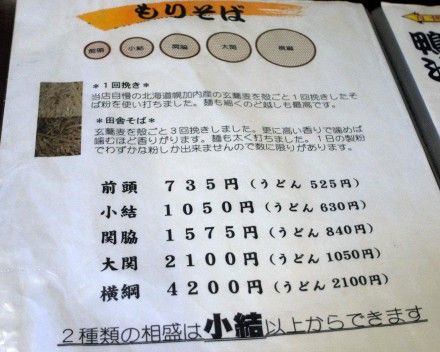 もりそば
前頭 小結 関脇 大関 横綱
＊１回挽き＊
当店自慢の北海道幌加内産の玄蕎麦を殻ごと１回挽きしたそ
ば粉を使い打ちました。麺も細くのど越しも最高です。
＊田舎そば＊
玄蕎麦を殻ごと３回挽きしました。更に高い香りで噛めば
噛むほど香りがります。麺も太く打ちました。１日の製粉
でわずかな粉しか出来ませんので数に限りがあります。
前頭 735円（うどん 525円）
小結 1050円（うどん 630円）
関脇 1575円（うどん 840円）
大関 2100円（うどん 1050円）
横綱 4200円（うどん 2100円）
２種類の相盛は小結以上からできます
鴨